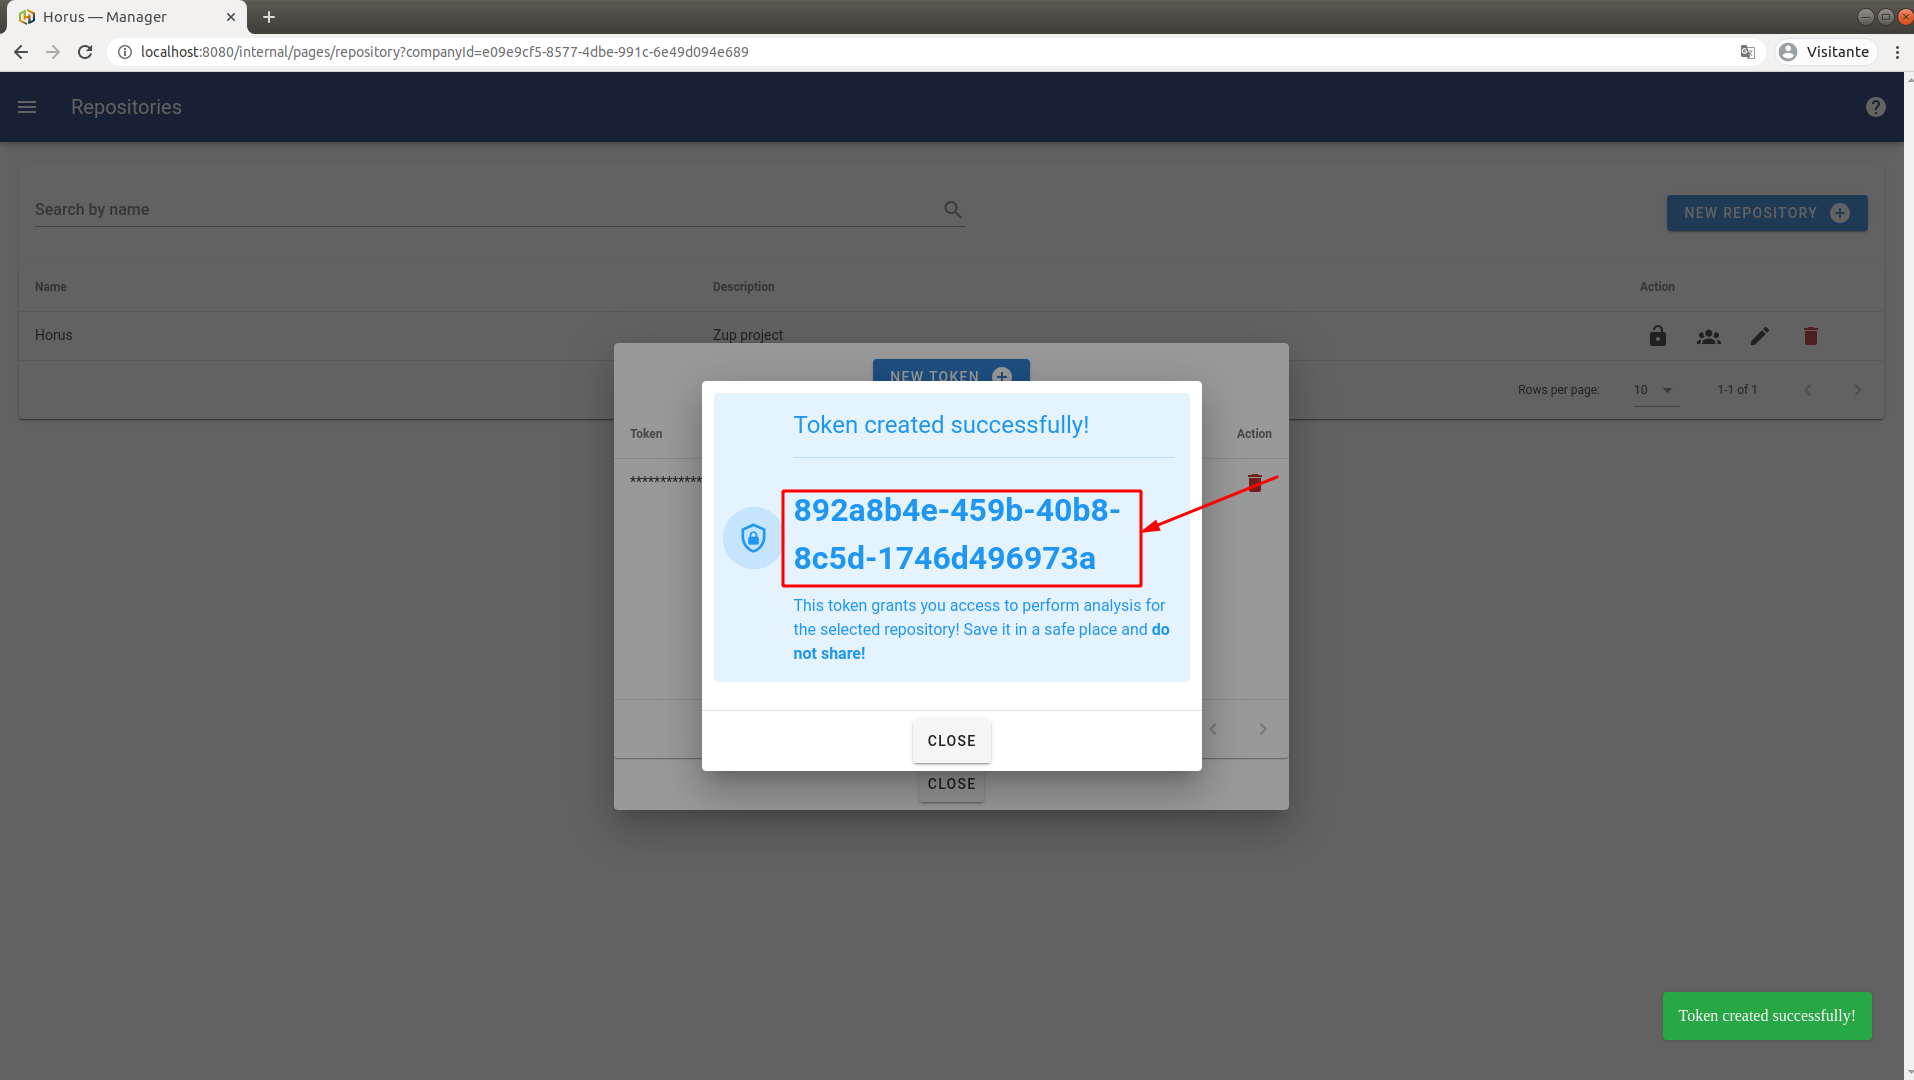 Horus — Manager
localhost:8080/internal/pages/repository?companyId=e09e9cf5-8577-4dbe-991c-6e49d094e689
Visitante
Repositories
Search by name
NEW REPOSITORY
Name Description Action
Horus Zup project
Rows per page: 10 1-1 of 1
NEW TOKEN
Token Action
************
Token created successfully!
892a8b4e-459b-40b8-
8c5d-1746d496973a
This token grants you access to perform analysis for
the selected repository! Save it in a safe place and do
not share!
CLOSE
CLOSE
Token created successfully!